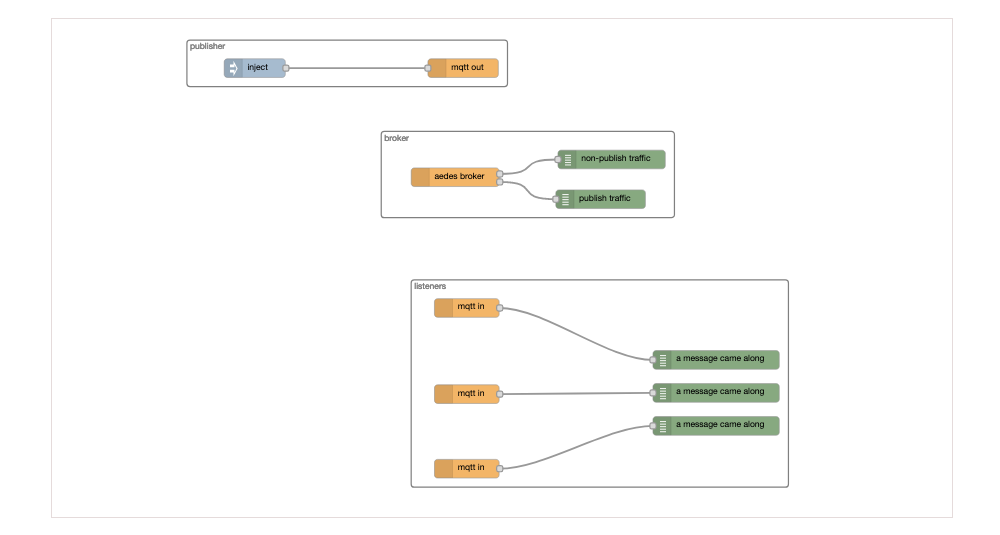 publisher
inject
mqtt out
broker
non-publish traffic
aedes broker
publish traffic
listeners
mqtt in
a message came along
mqtt in
a message came along
a message came along
mqtt in